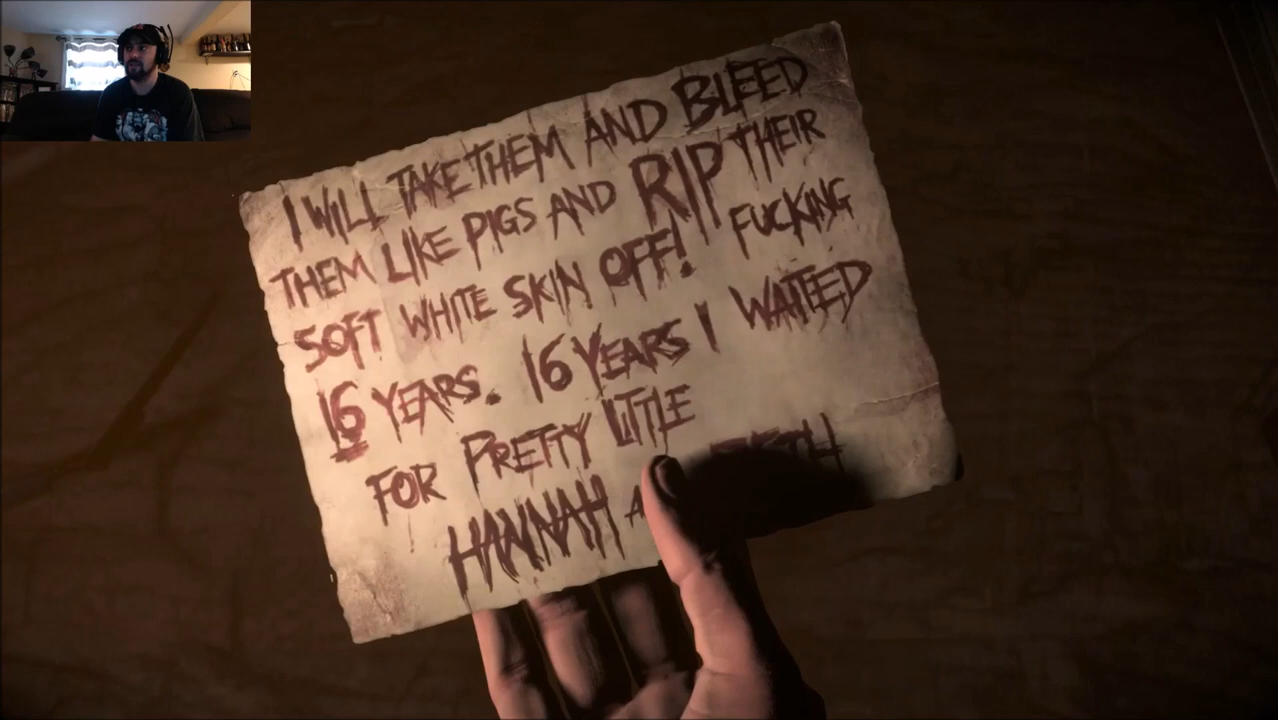 I WILL TAKE THEM AND BLEED
THEM LIKE PIGS AND RIP THEIR
SOFT WHITE SKIN OFF! FUCKING
16 YEARS. 16 YEARS I WAITED
FOR PRETTY LITTLE
HANNAH